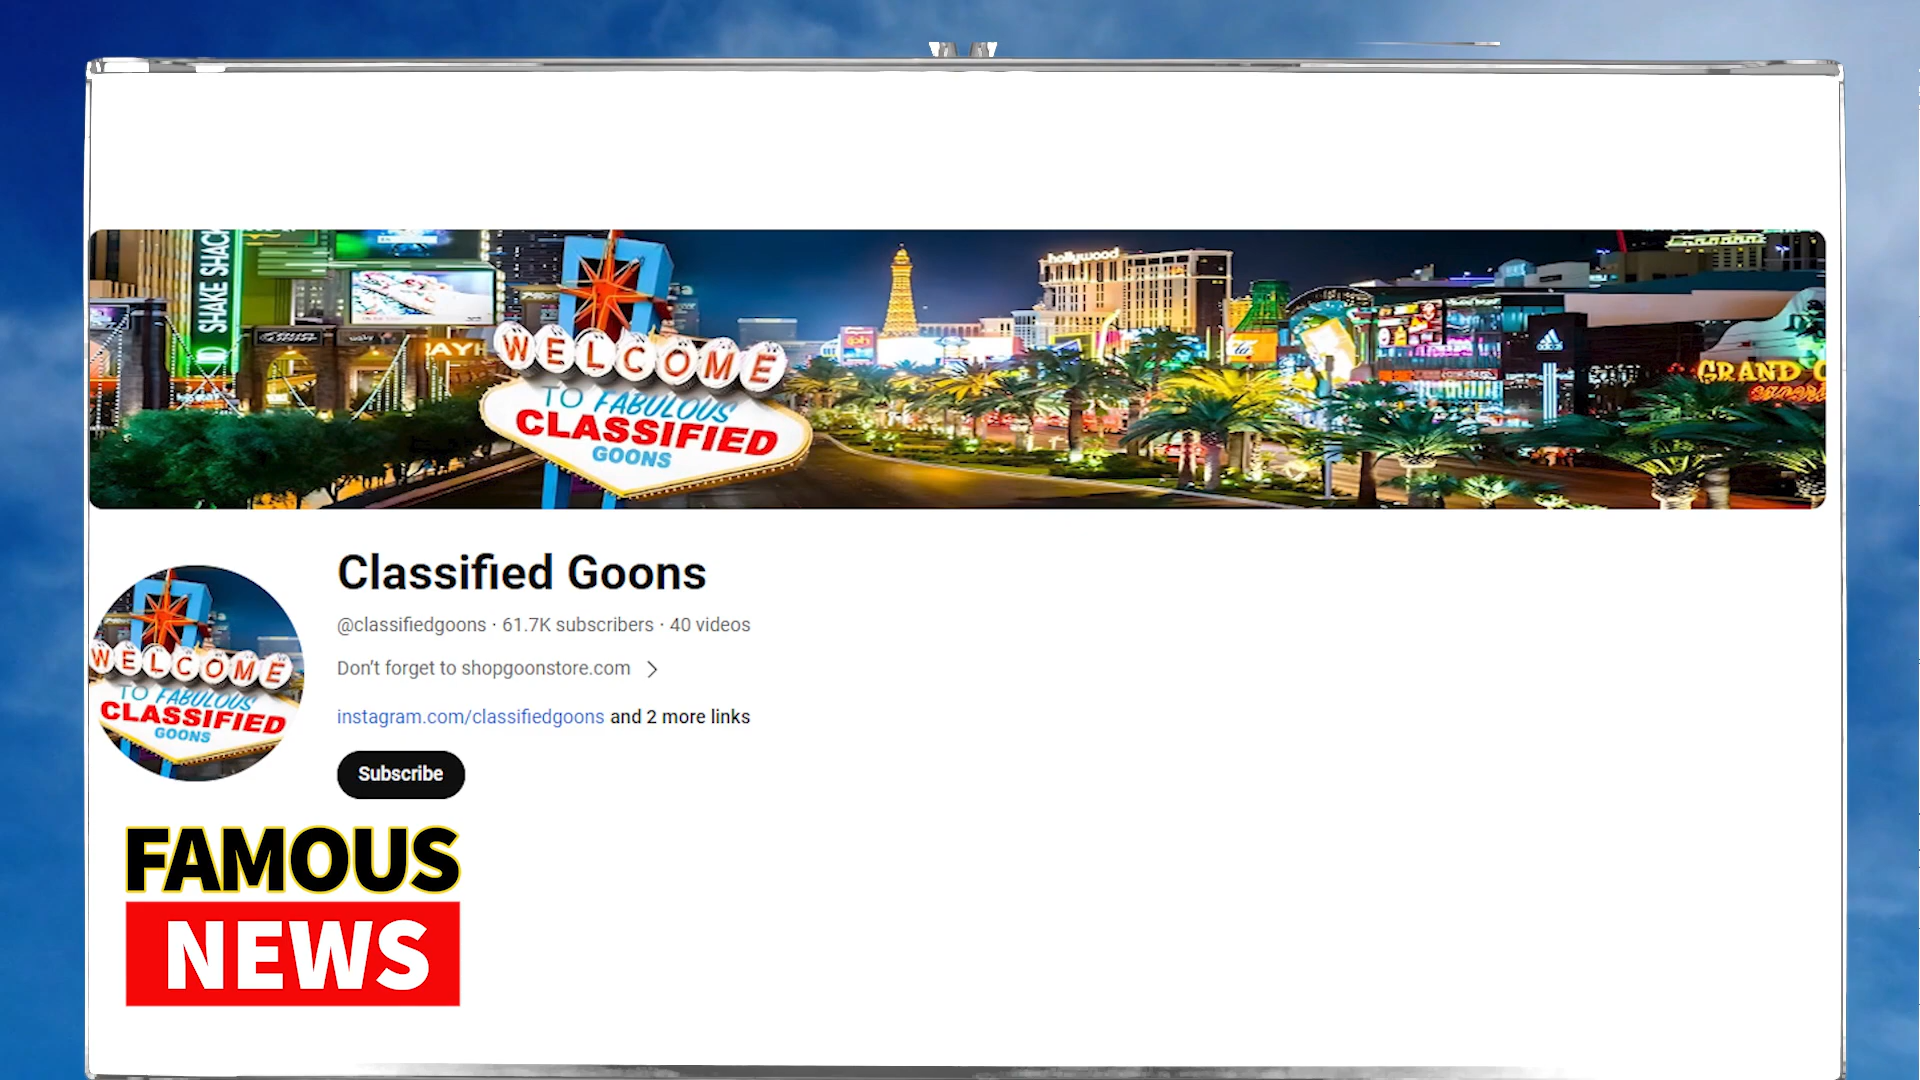 SHAKE SHACK
hollywood
WELCOME
TO FABULOUS
CLASSIFIED
GOONS
adidas
GRAND
Classified Goons
@classifiedgoons · 61.7K subscribers · 40 videos
Don’t forget to shopgoonstore.com
instagram.com/classifiedgoons and 2 more links
WELCOME
TO FABULOUS
CLASSIFIED
GOONS
Subscribe
FAMOUS
NEWS